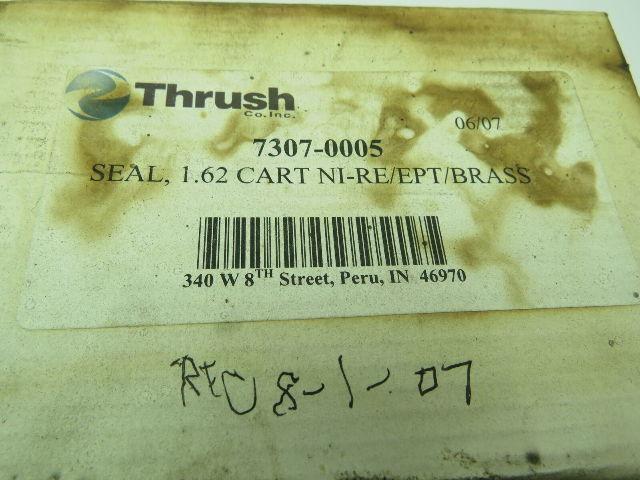 Thrush
Co.Inc.
06/07
7307-0005
SEAL, 1.62 CART NI-RE/EPT/BRASS
340 W 8TH Street, Peru, IN 46970
REC 8-1-07